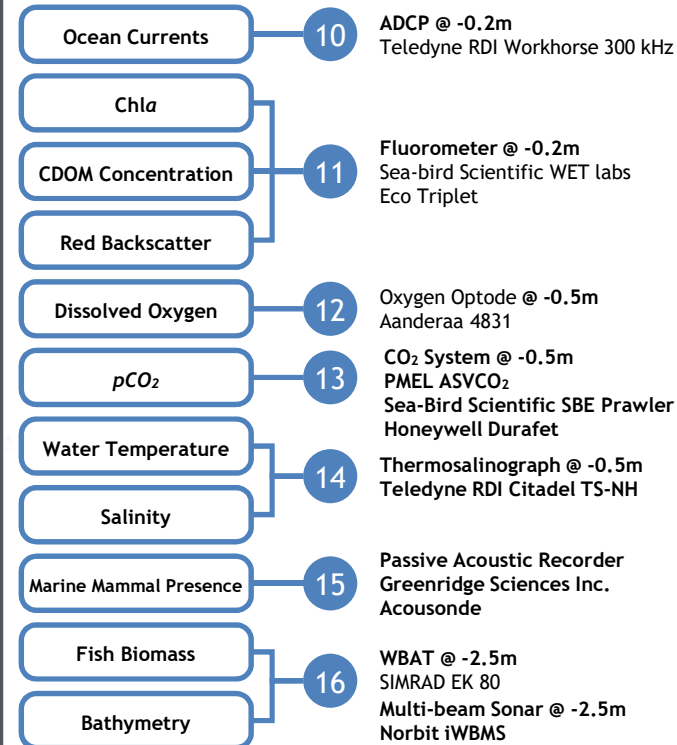 Ocean Currents
10
ADCP @ -0.2m
Teledyne RDI Workhorse 300 kHz
Chla
CDOM Concentration
Red Backscatter
11
Fluorometer @ -0.2m
Sea-bird Scientific WET labs
Eco Triplet
Dissolved Oxygen
12
Oxygen Optode @ -0.5m
Aanderaa 4831
pCO₂
13
CO₂ System @ -0.5m
PMEL ASVCO₂
Sea-Bird Scientific SBE Prawler
Honeywell Durafet
Water Temperature
Salinity
14
Thermosalinograph @ -0.5m
Teledyne RDI Citadel TS-NH
Marine Mammal Presence
15
Passive Acoustic Recorder
Greenridge Sciences Inc.
Acousonde
Fish Biomass
Bathymetry
16
WBAT @ -2.5m
SIMRAD EK 80
Multi-beam Sonar @ -2.5m
Norbit iWBMS